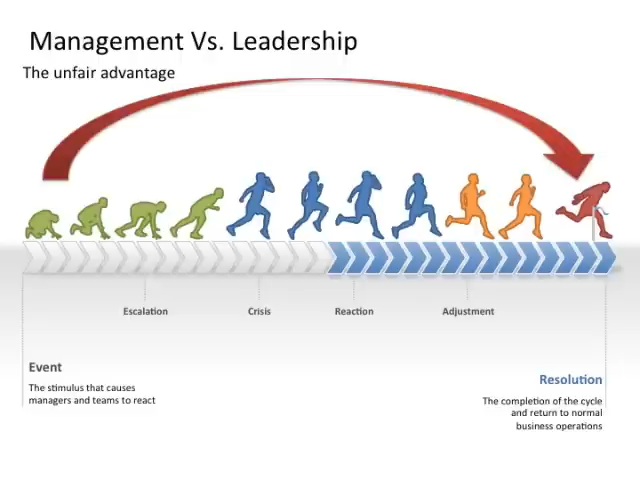 Management Vs. Leadership
The unfair advantage
Escalation
Crisis
Reaction
Adjustment
Event
The stimulus that causes
managers and teams to react
Resolution
The completion of the cycle
and return to normal
business operations